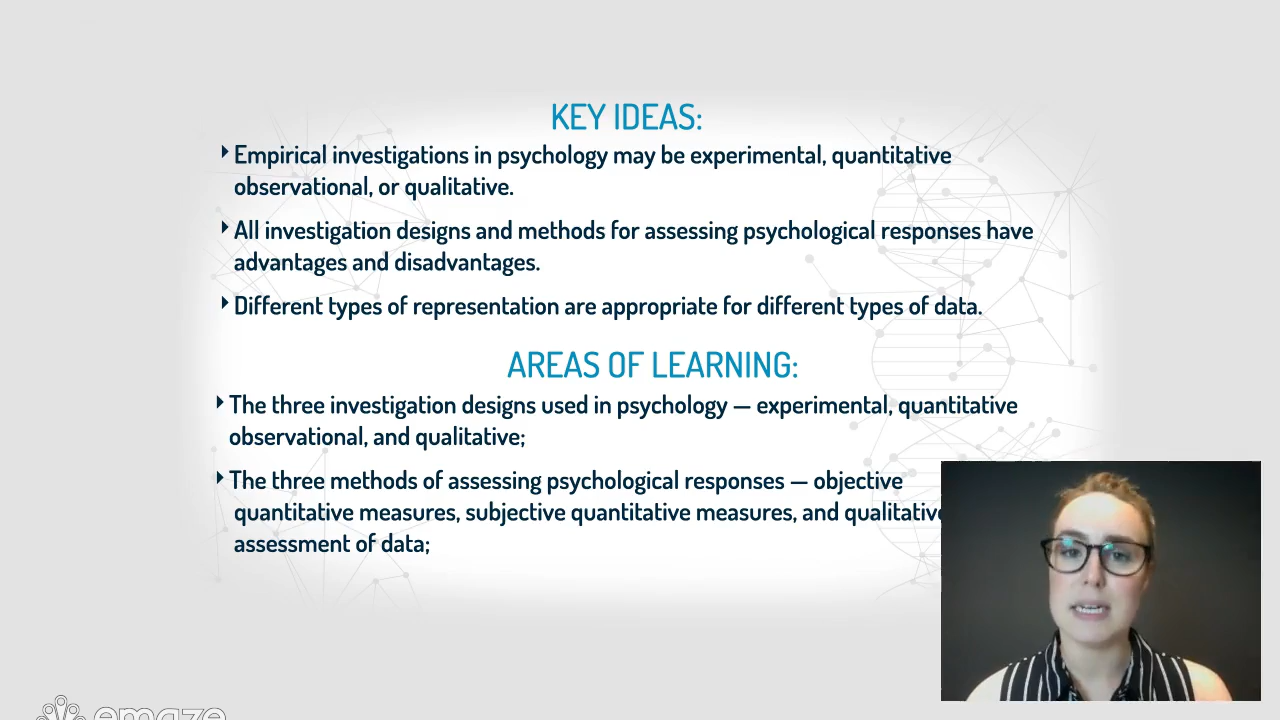 KEY IDEAS:
Empirical investigations in psychology may be experimental, quantitative
observational, or qualitative.
All investigation designs and methods for assessing psychological responses have
advantages and disadvantages.
Different types of representation are appropriate for different types of data.
AREAS OF LEARNING:
The three investigation designs used in psychology — experimental, quantitative
observational, and qualitative;
The three methods of assessing psychological responses — objective
quantitative measures, subjective quantitative measures, and qualitative
assessment of data;
emaze